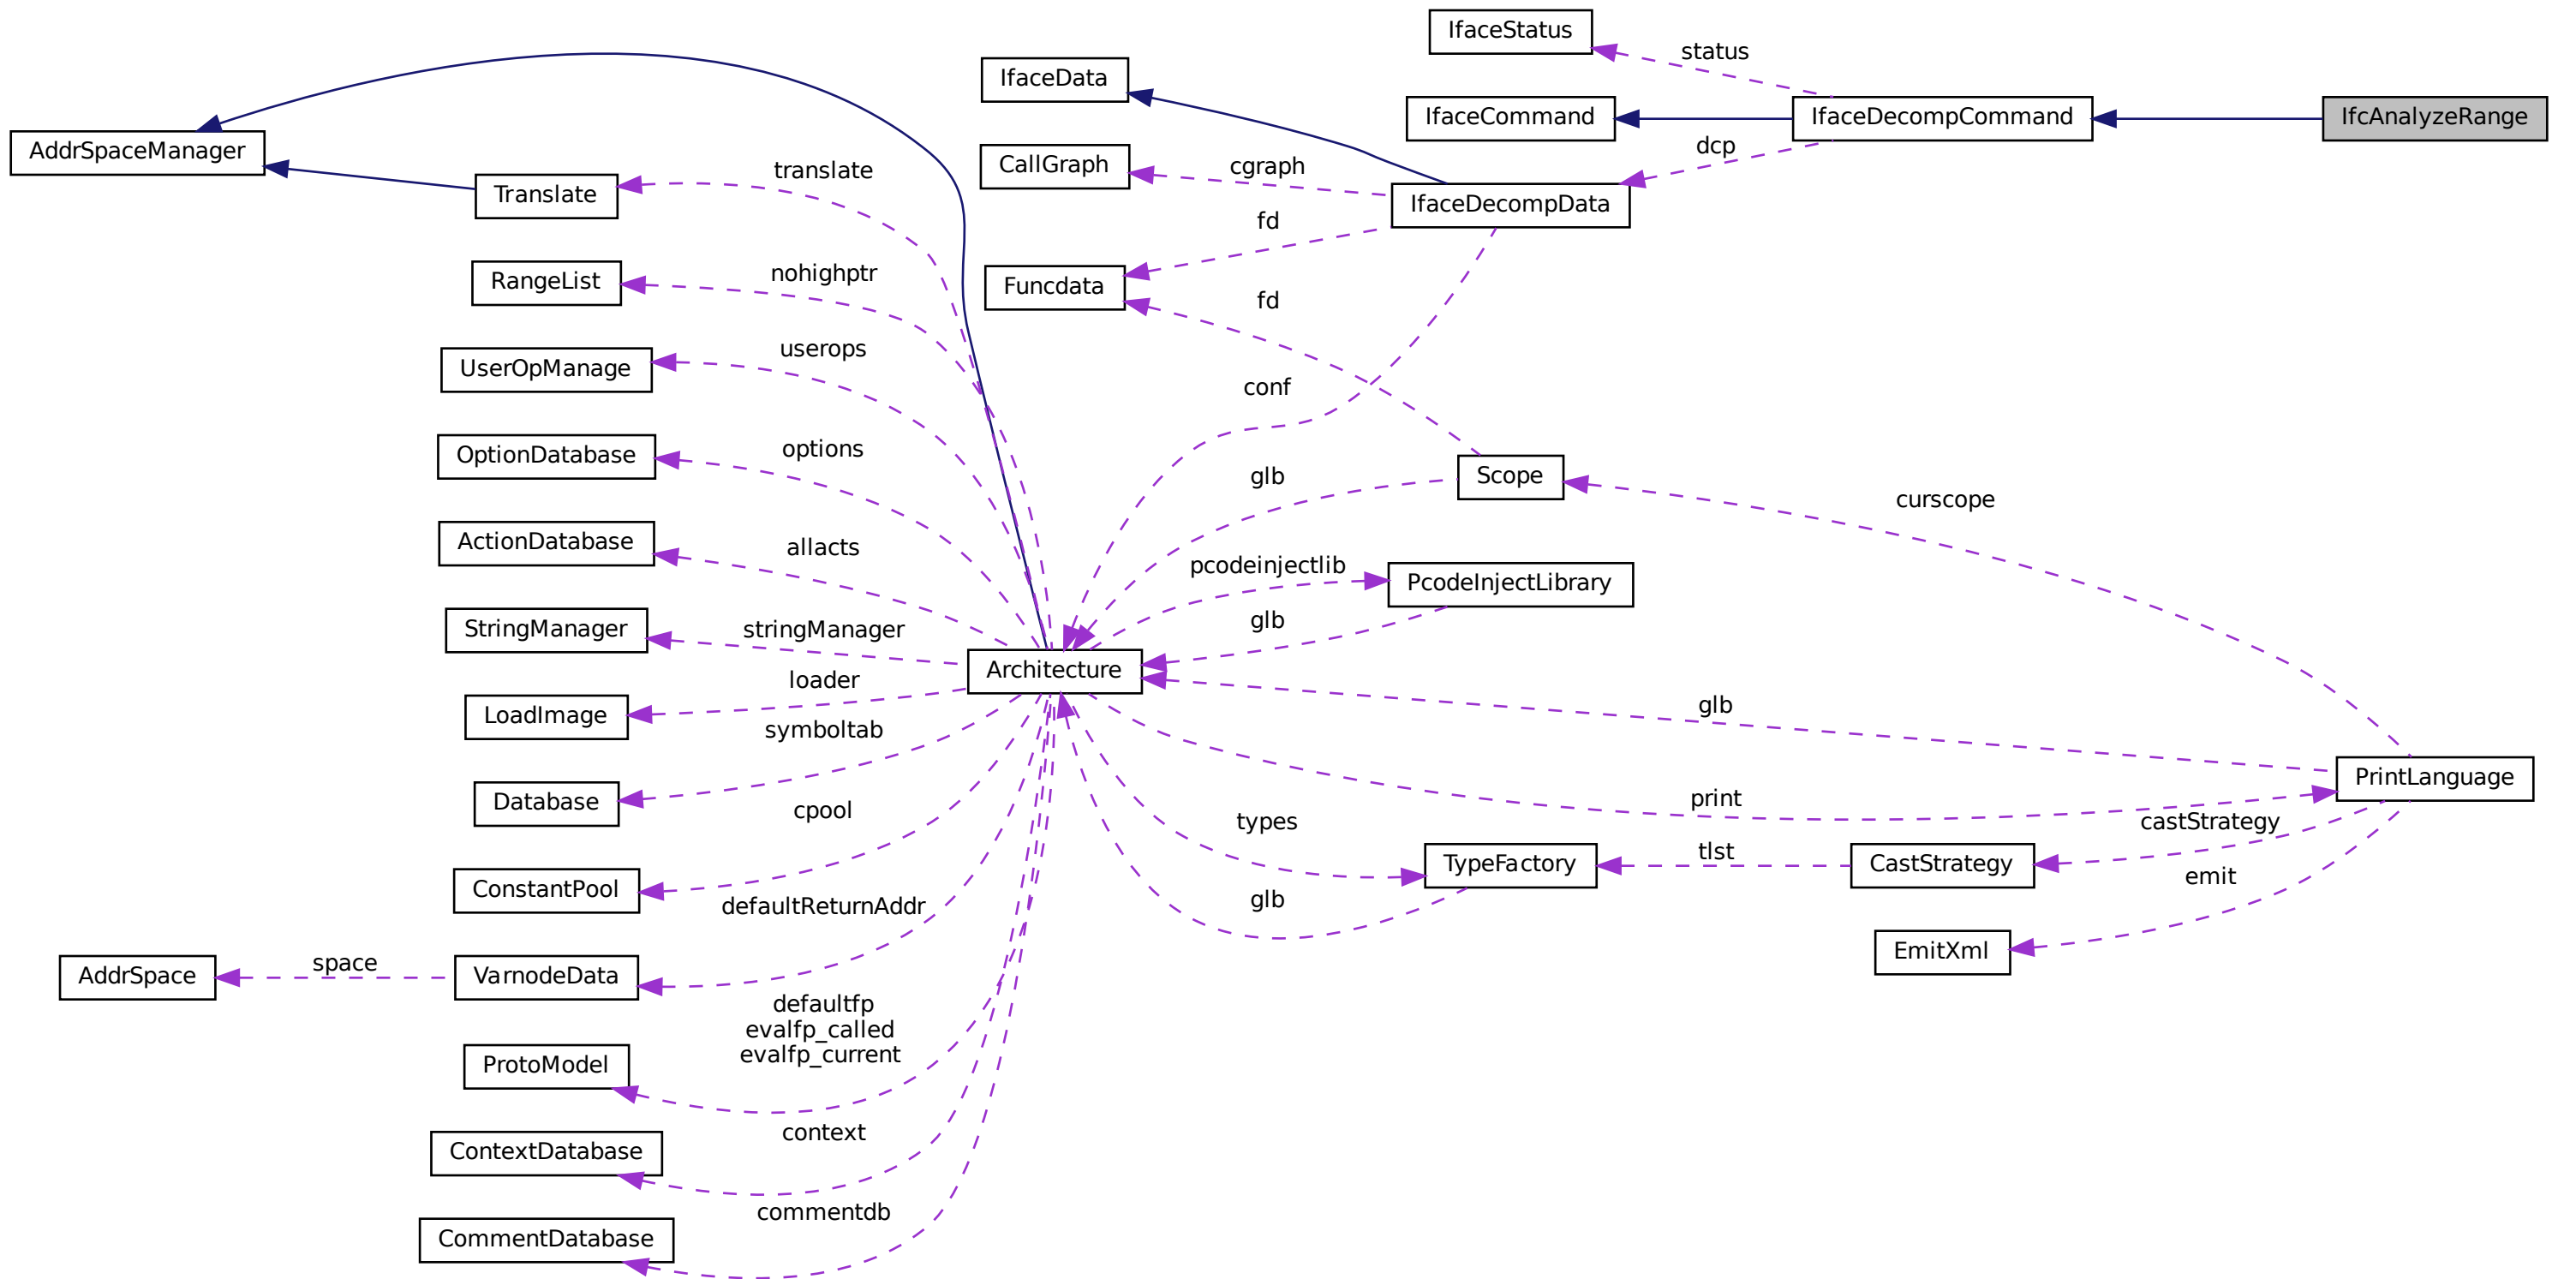 IfaceStatus
status
IfaceData
IfaceCommand
IfaceDecompCommand
IfcAnalyzeRange
AddrSpaceManager
CallGraph
cgraph
dcp
translate
Translate
IfaceDecompData
fd
RangeList
nohighptr
Funcdata
fd
userops
UserOpManage
conf
OptionDatabase
options
glb
Scope
curscope
ActionDatabase
allacts
pcodeinjectlib
PcodeInjectLibrary
StringManager
stringManager
glb
Architecture
loader
LoadImage
glb
symboltab
PrintLanguage
Database
cpool
print
types
castStrategy
ConstantPool
TypeFactory
tlst
CastStrategy
defaultReturnAddr
glb
emit
EmitXml
AddrSpace
space
VarnodeData
defaultfp
evalfp_called
evalfp_current
ProtoModel
context
ContextDatabase
commentdb
CommentDatabase